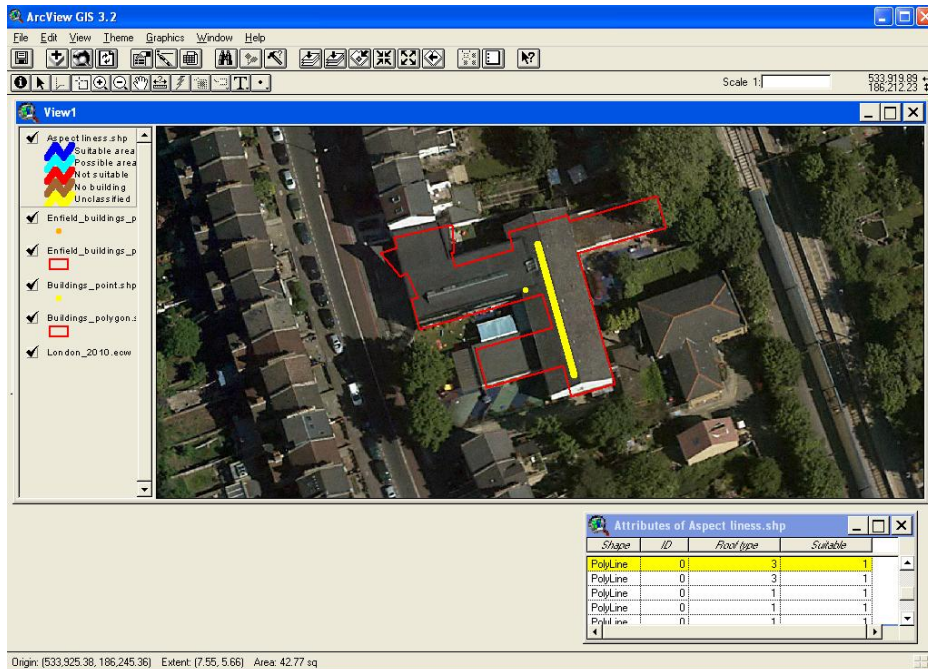 ArcView GIS 3.2
File Edit View Theme Graphics Window Help
Scale 1:
533,919.89
186,212.23
View1
Aspect liness.shp
Suitable area
Possible area
Not suitable
No building
Unclassified
Enfield_buildings_p
Enfield_buildings_p
Buildings_point.shp
Buildings_polygon.s
London_2010.ecw
Attributes of Aspect liness.shp
Shape ID Roof type Suitable
PolyLine 0 3 1
PolyLine 0 3 1
PolyLine 0 1 1
PolyLine 0 1 1
PolyLine 0 1 1
Origin: (533,925.38, 186,245.36) Extent: (7.55, 5.66) Area: 42.77 sq